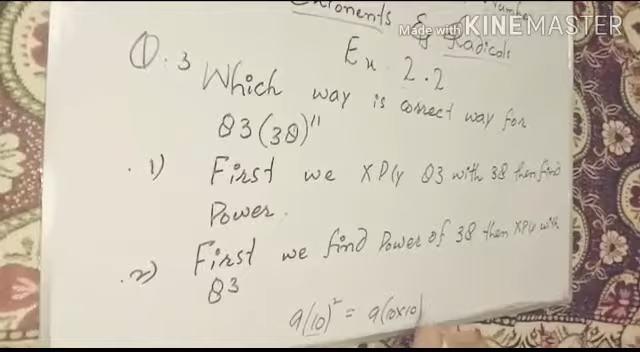 Exponents & Radicals
Made with KINEMASTER
Ex 2.2
Q.3 Which way is correct way for
83(38)"
1) First we XPly 83 with 38 then find
Power.
2) First we find Power of 38 then XPly with
83
9(10)² = 9(10x10)